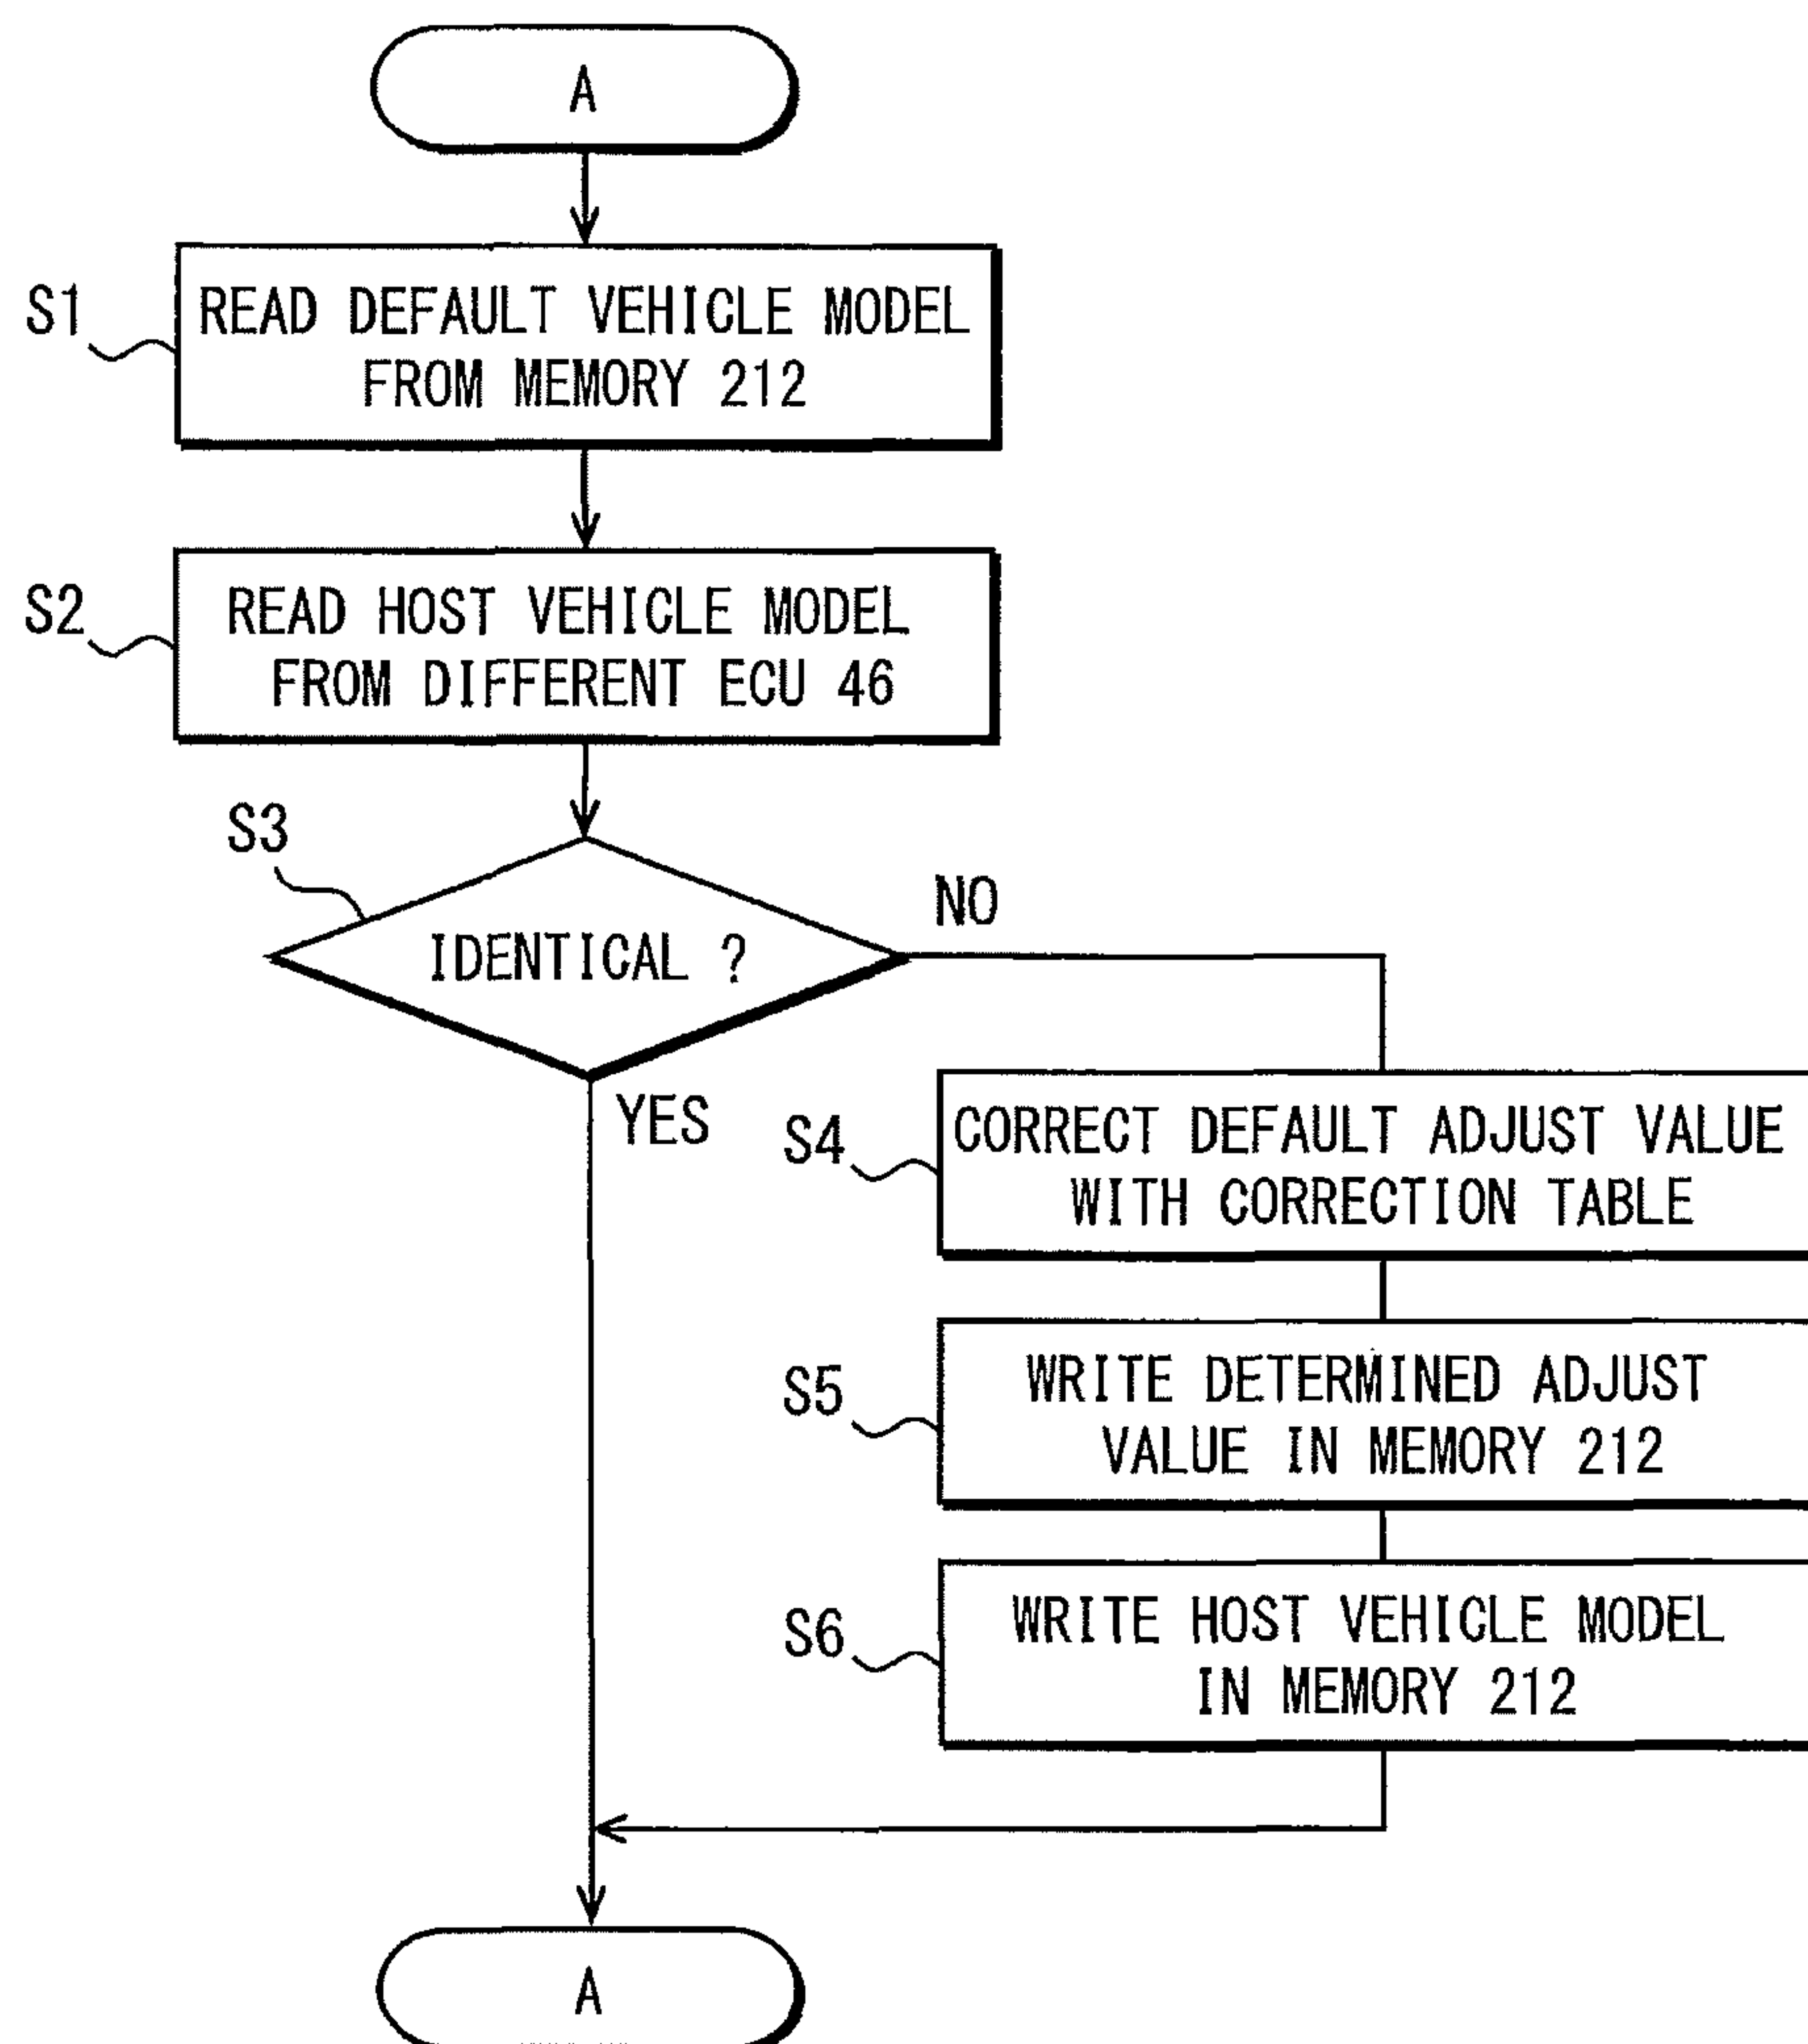 A
S1
READ DEFAULT VEHICLE MODEL
FROM MEMORY 212
S2
READ HOST VEHICLE MODEL
FROM DIFFERENT ECU 46
S3
IDENTICAL ?
NO
YES
S4
CORRECT DEFAULT ADJUST VALUE
WITH CORRECTION TABLE
S5
WRITE DETERMINED ADJUST
VALUE IN MEMORY 212
S6
WRITE HOST VEHICLE MODEL
IN MEMORY 212
A